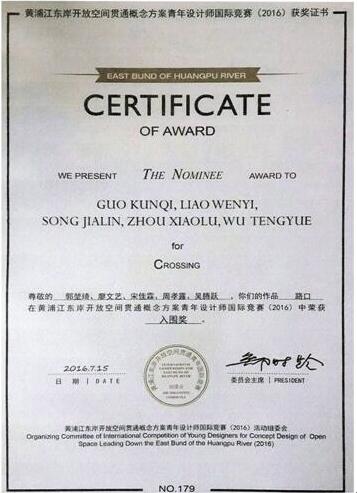 黄浦江东岸开放空间贯通概念方案青年设计师国际竞赛（2016）获奖证书
EAST BUND OF HUANGPU RIVER
CERTIFICATE
OF AWARD
WE PRESENT THE NOMINEE AWARD TO
GUO KUNQI, LIAO WENYI,
SONG JIALIN, ZHOU XIAOLU, WU TENGYUE
for
CROSSING
尊敬的 郭堃琦、廖文艺、宋佳霖、周孝露、吴腾跃，你们的作品 路口
在黄浦江东岸开放空间贯通概念方案青年设计师国际竞赛（2016）中荣获
入围奖。
2016.7.15
日 期 | DATE
委员会主席 | PRESIDENT
黄浦江东岸开放空间贯通概念方案青年设计师国际竞赛（2016）活动组委会
Organizing Committee of International Competition of Young Designers for Concept Design of Open
Space Leading Down the East Bund of the Huangpu River (2016)
NO.179